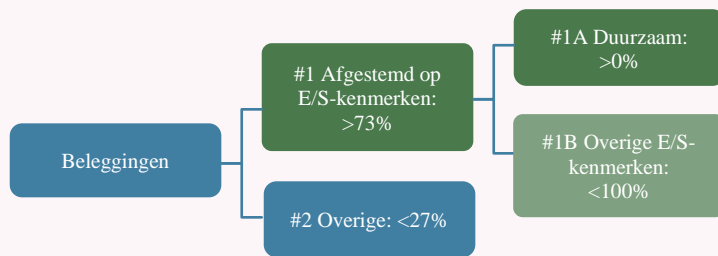 Beleggingen
#1 Afgestemd op
E/S-kenmerken:
>73%
#2 Overige: <27%
#1A Duurzaam:
>0%
#1B Overige E/S-
kenmerken:
<100%